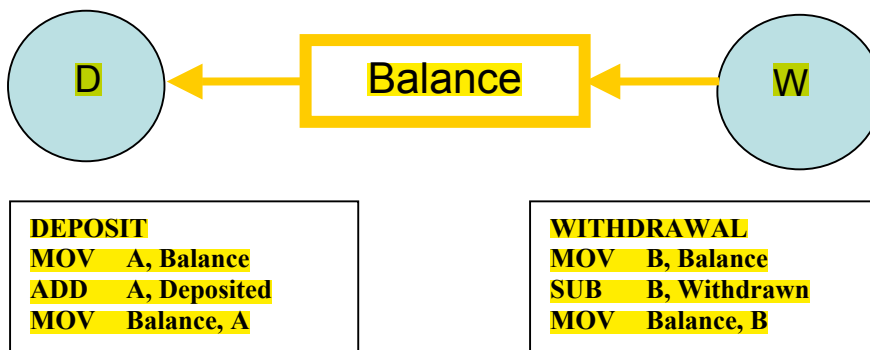 D
Balance
W
DEPOSIT
MOV A, Balance
ADD A, Deposited
MOV Balance, A
WITHDRAWAL
MOV B, Balance
SUB B, Withdrawn
MOV Balance, B